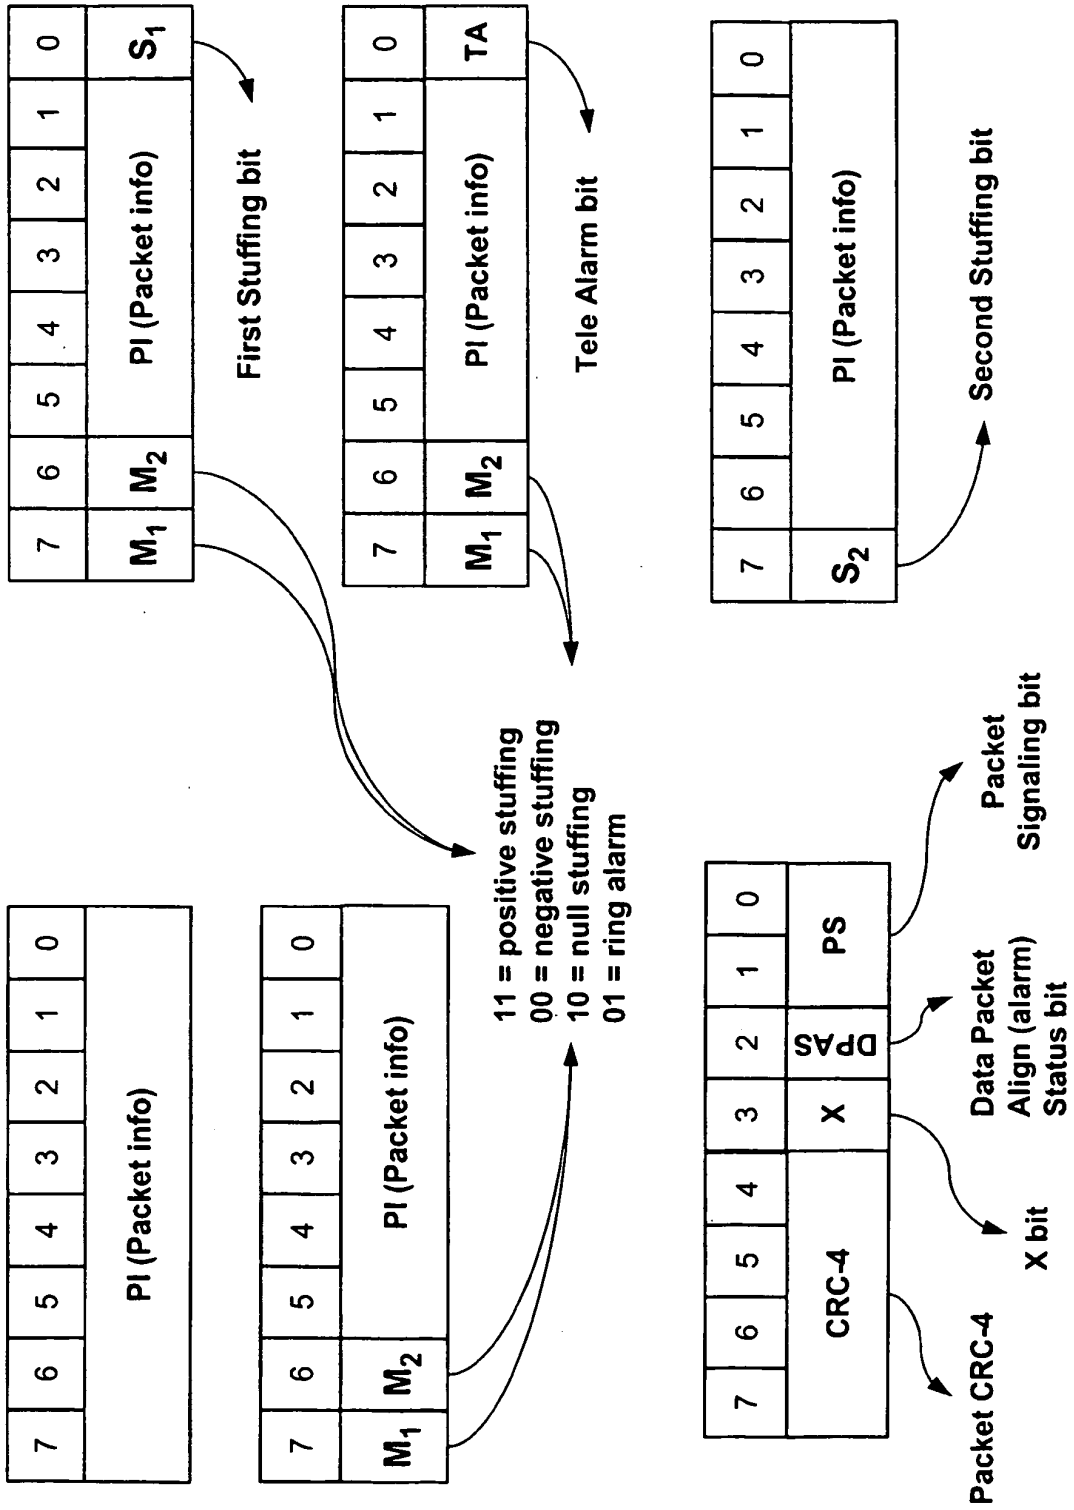 7 6 5 4 3 2 1 0
PI (Packet info)
7 6 5 4 3 2 1 0
M1 M2 PI (Packet info) S1
First Stuffing bit
7 6 5 4 3 2 1 0
M1 M2 PI (Packet info)
7 6 5 4 3 2 1 0
M1 M2 PI (Packet info) TA
Tele Alarm bit
11 = positive stuffing
00 = negative stuffing
10 = null stuffing
01 = ring alarm
7 6 5 4 3 2 1 0
CRC-4 X DPAS PS
Packet CRC-4
X bit
Data Packet
Align (alarm)
Status bit
Packet
Signaling bit
7 6 5 4 3 2 1 0
S2 PI (Packet info)
Second Stuffing bit